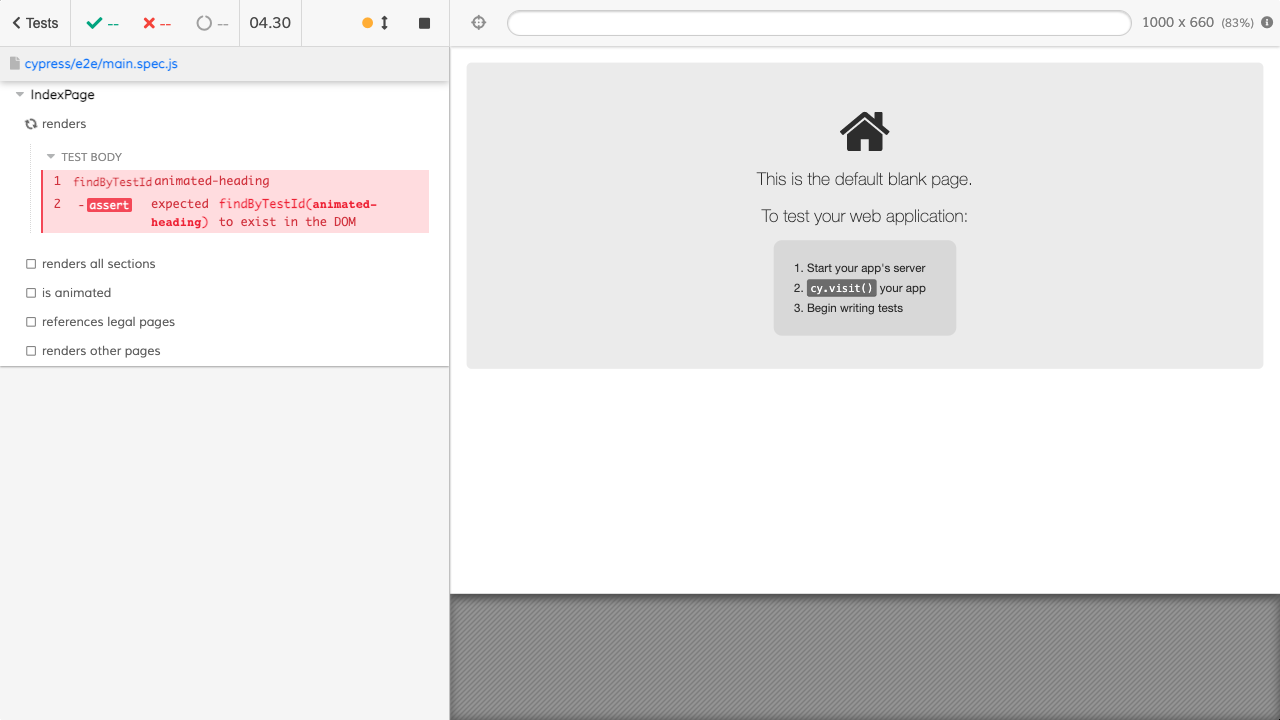 Tests
--
--
--
04.30
1000 x 660 (83%)
cypress/e2e/main.spec.js
IndexPage
renders
TEST BODY
1 findByTestId animated-heading
2 -assert expected findByTestId(animated-
heading) to exist in the DOM
renders all sections
is animated
references legal pages
renders other pages
This is the default blank page.
To test your web application:
1. Start your app's server
2. cy.visit() your app
3. Begin writing tests